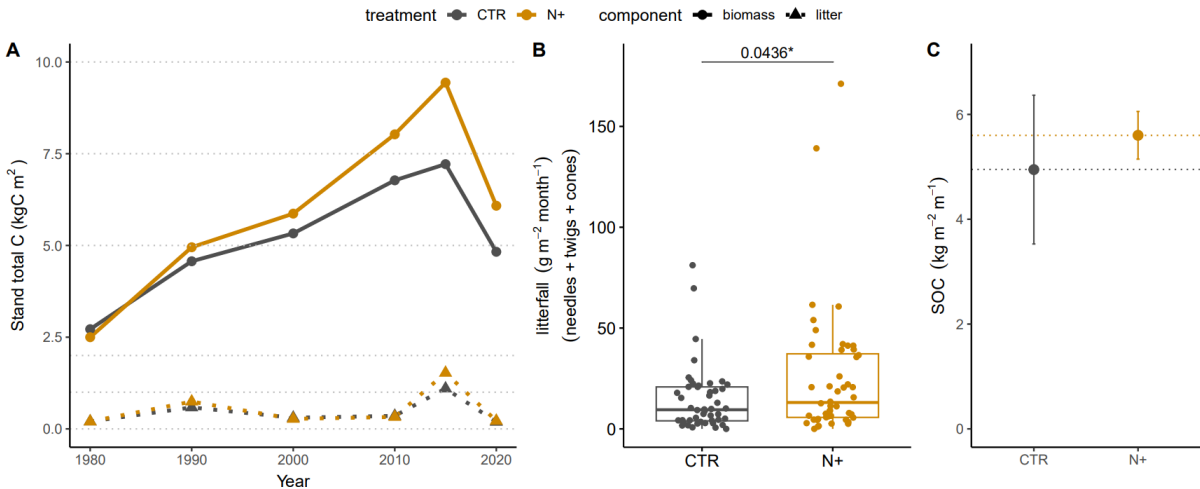 treatment CTR N+ component biomass litter
A
Stand total C (kgC m²)
10.0
7.5
5.0
2.5
0.0
1980 1990 2000 2010 2020
Year
B
0.0436*
litterfall (g m⁻² month⁻¹)
(needles + twigs + cones)
150
100
50
0
CTR N+
C
SOC (kg m⁻² m⁻¹)
6
4
2
0
CTR N+